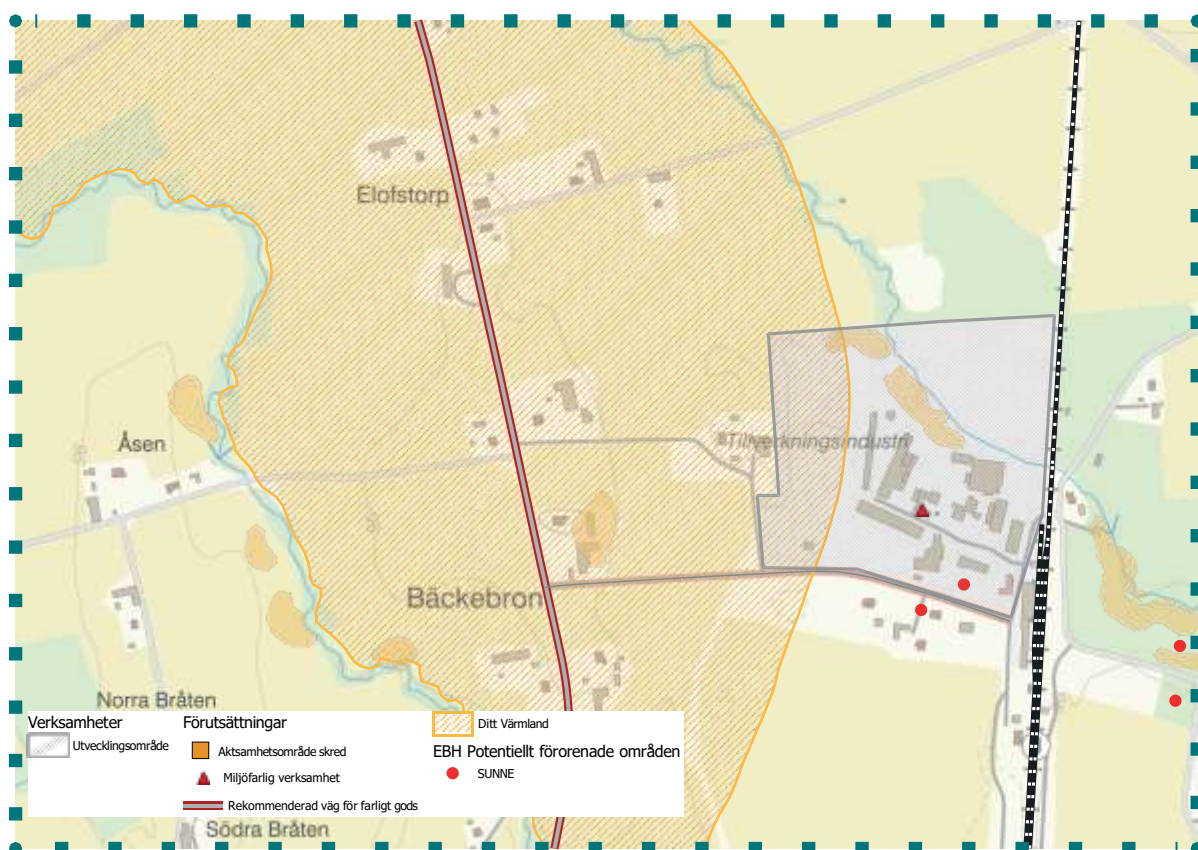 Elofstorp
Tillverkningsindustri
Åsen
Bäckebron
Norra Bråten
Verksamheter
Utvecklingsområde
Förutsättningar
Aktsamhetsområde skred
Miljöfarlig verksamhet
Rekommenderad väg för farligt gods
Ditt Värmland
EBH Potentiellt förorenade områden
SUNNE
Södra Bråten